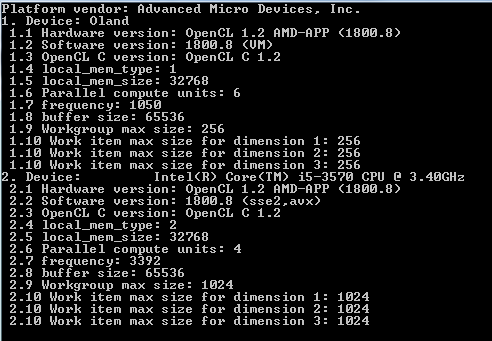 Platform vendor: Advanced Micro Devices, Inc.
1. Device: Oland
1.1 Hardware version: OpenCL 1.2 AMD-APP (1800.8)
1.2 Software version: 1800.8 (VM)
1.3 OpenCL C version: OpenCL C 1.2
1.4 local_mem_type: 1
1.5 local_mem_size: 32768
1.6 Parallel compute units: 6
1.7 frequency: 1050
1.8 buffer size: 65536
1.9 Workgroup max size: 256
1.10 Work item max size for dimension 1: 256
1.10 Work item max size for dimension 2: 256
1.10 Work item max size for dimension 3: 256
2. Device: Intel(R) Core(TM) i5-3570 CPU @ 3.40GHz
2.1 Hardware version: OpenCL 1.2 AMD-APP (1800.8)
2.2 Software version: 1800.8 (sse2,avx)
2.3 OpenCL C version: OpenCL C 1.2
2.4 local_mem_type: 2
2.5 local_mem_size: 32768
2.6 Parallel compute units: 4
2.7 frequency: 3392
2.8 buffer size: 65536
2.9 Workgroup max size: 1024
2.10 Work item max size for dimension 1: 1024
2.10 Work item max size for dimension 2: 1024
2.10 Work item max size for dimension 3: 1024